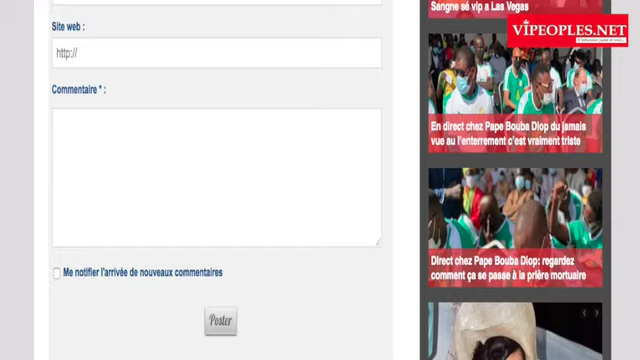 Sangne sé vip a Las Vegas
VIPEOPLES.NET
Site web :
http://
Commentaire * :
En direct chez Pape Bouba Diop du jamais
vue au l'enterrement c'est vraiment triste
Direct chez Pape Bouba Diop: regardez
comment ça se passe à la prière mortuaire
Me notifier l'arrivée de nouveaux commentaires
Poster